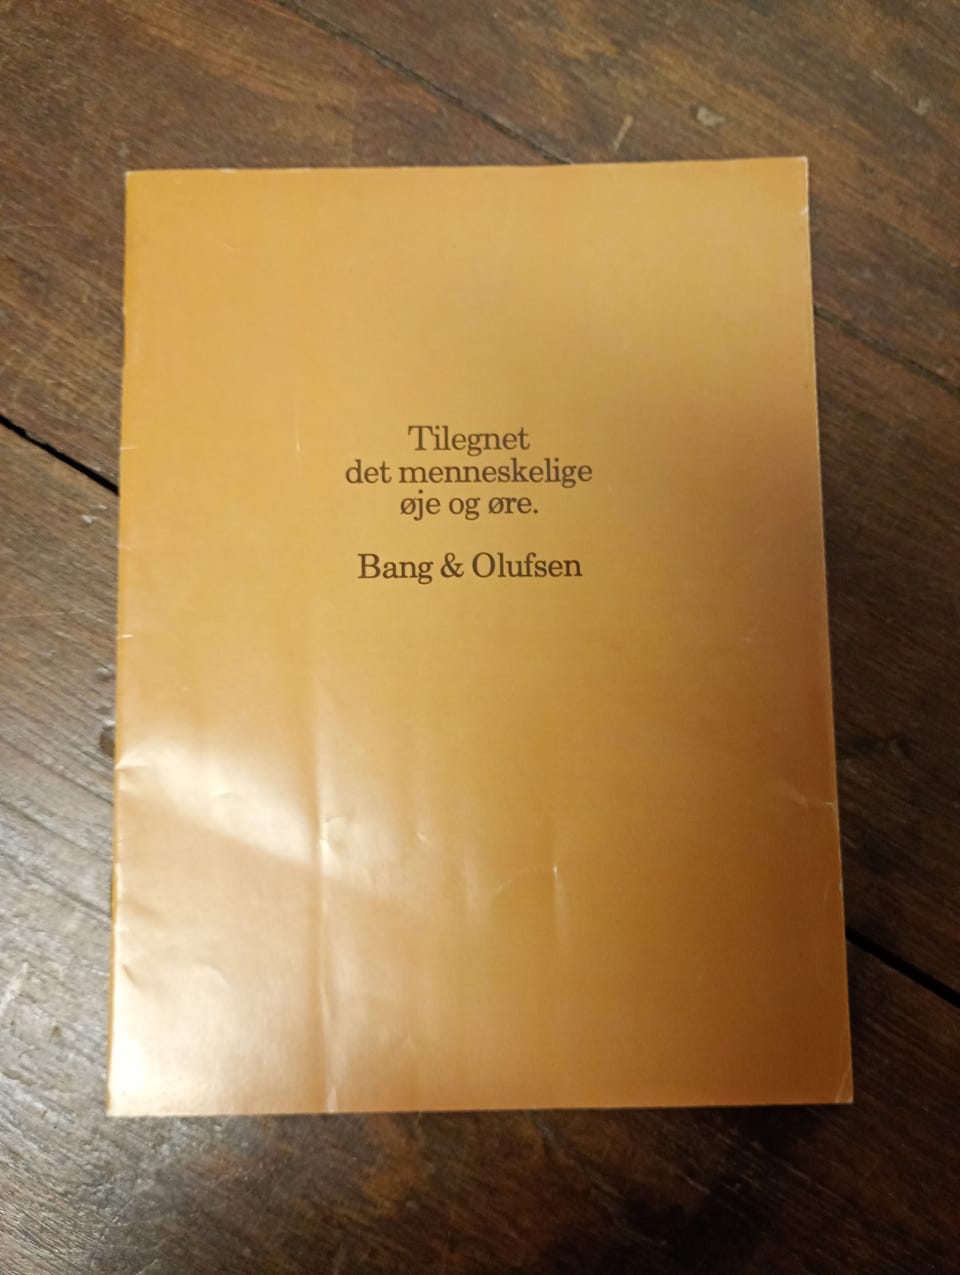 Tilegnet
det menneskelige
øje og øre.
Bang & Olufsen